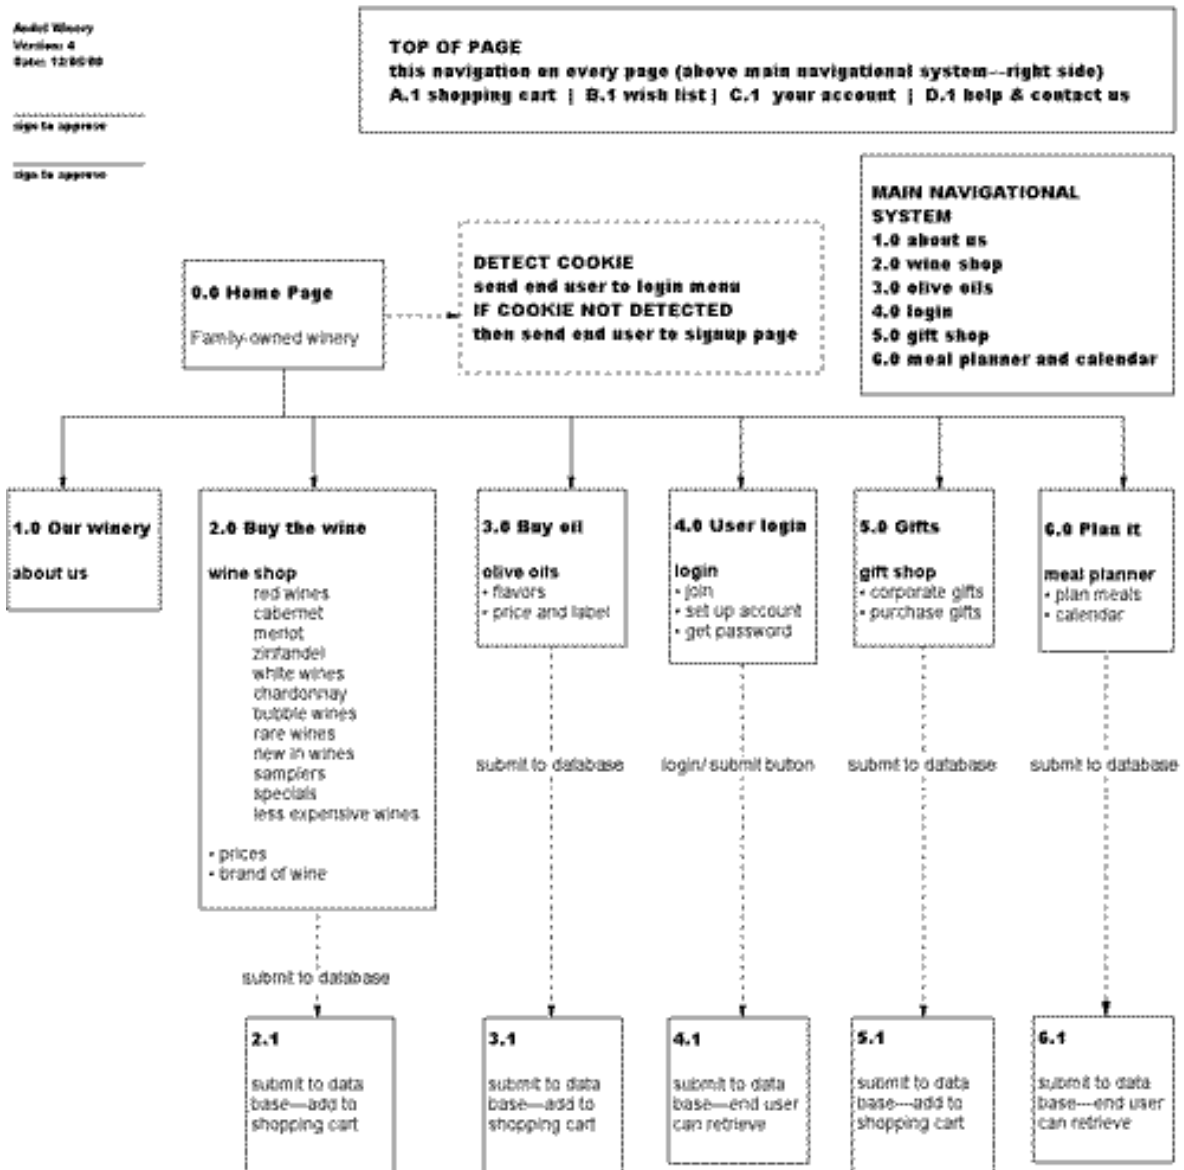 André Winery
Version: 4
Date: 12/05/00
sign to approve
sign to approve
TOP OF PAGE
this navigation on every page (above main navigational system---right side)
A.1 shopping cart | B.1 wish list | C.1 your account | D.1 help & contact us
MAIN NAVIGATIONAL
SYSTEM
1.0 about us
2.0 wine shop
3.0 olive oils
4.0 login
5.0 gift shop
6.0 meal planner and calendar
DETECT COOKIE
send end user to login menu
IF COOKIE NOT DETECTED
then send end user to signup page
0.0 Home Page
Family-owned winery
1.0 Our winery
about us
2.0 Buy the wine
wine shop
red wines
cabernet
merlot
zinfandel
white wines
chardonnay
bubble wines
rare wines
new in wines
samplers
specials
less expensive wines
• prices
• brand of wine
3.0 Buy oil
olive oils
• flavors
• price and label
4.0 User login
login
• join
• set up account
• get password
5.0 Gifts
gift shop
• corporate gifts
• purchase gifts
6.0 Plan it
meal planner
• plan meals
• calendar
submit to database
submit to database
login/ submit button
submit to database
submit to database
2.1
submit to data
base—add to
shopping cart
3.1
submit to data
base—add to
shopping cart
4.1
submit to data
base—end user
can retrieve
5.1
submit to data
base---add to
shopping cart
6.1
submit to data
base---end user
can retrieve